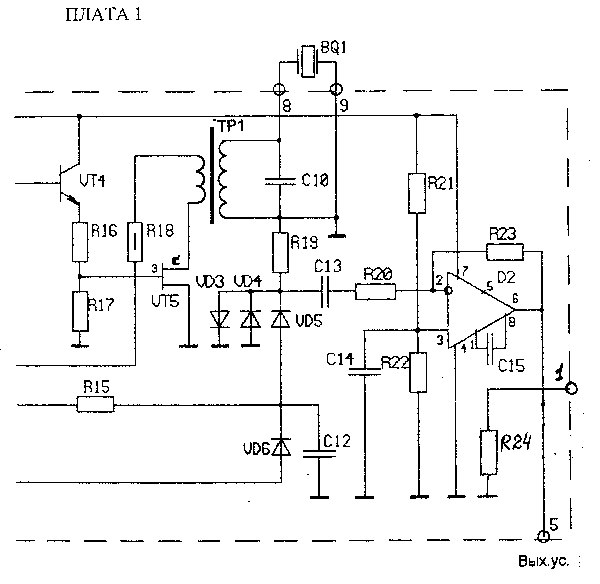 ПЛАТА 1
BQ1
8 9
TP1
VT4
C10
R21
R16 R18
R19
R23
C13 R20
7
D2
3
VD3 VD4
2
5
6
R17
VT5
VD5
8
3
4 1
C14
R22
C15
1
R15
R24
VD6 C12
5
Вых.ус.